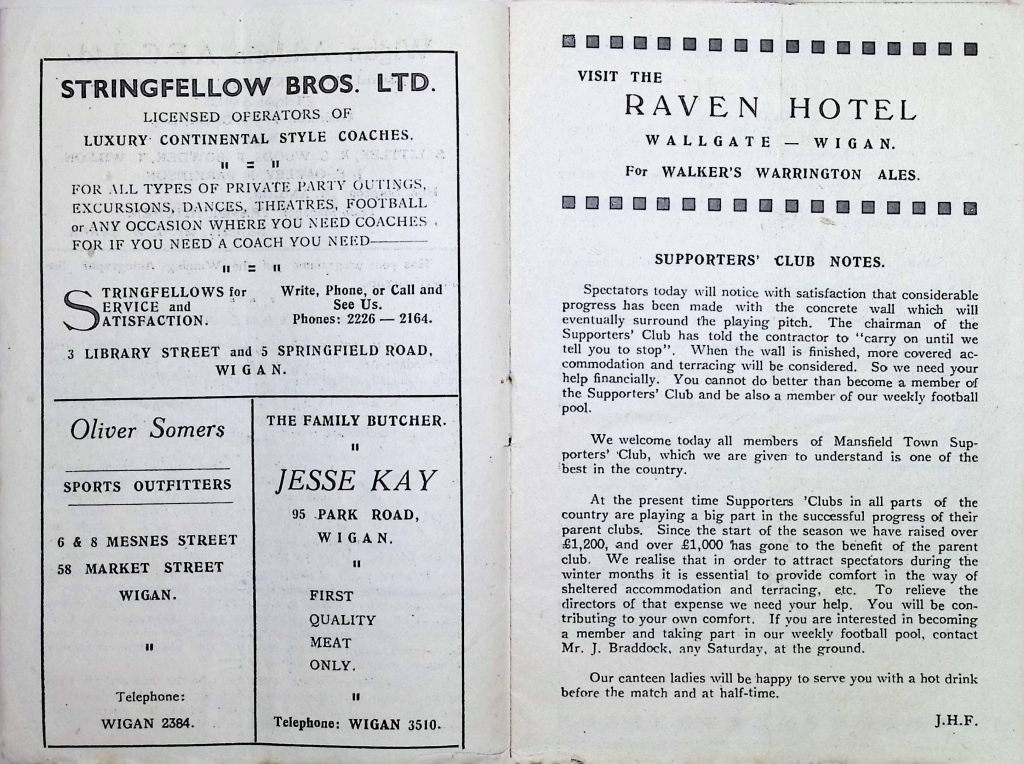 STRINGFELLOW BROS. LTD.
LICENSED OFERATORS OF
LUXURY CONTINENTAL STYLE COACHES.
" = "
FOR ALL TYPES OF PRIVATE PARTY OUTINGS,
EXCURSIONS, DANCES, THEATRES, FOOTBALL
or ANY OCCASION WHERE YOU NEED COACHES,
FOR IF YOU NEED A COACH YOU NEED———
" = "
STRINGFELLOWS for
SERVICE and
SATISFACTION.
Write, Phone, or Call and
See Us.
Phones: 2226 — 2164.
3 LIBRARY STREET and 5 SPRINGFIELD ROAD,
WIGAN.
Oliver Somers
SPORTS OUTFITTERS
6 & 8 MESNES STREET
58 MARKET STREET
WIGAN.
"
Telephone:
WIGAN 2384.
THE FAMILY BUTCHER.
"
JESSE KAY
95 PARK ROAD,
WIGAN.
"
FIRST
QUALITY
MEAT
ONLY.
"
Telephone: WIGAN 3510.
VISIT THE
RAVEN HOTEL
WALLGATE — WIGAN.
For WALKER'S WARRINGTON ALES.
SUPPORTERS' CLUB NOTES.
Spectators today will notice with satisfaction that considerable
progress has been made with the concrete wall which will
eventually surround the playing pitch. The chairman of the
Supporters' Club has told the contractor to "carry on until we
tell you to stop". When the wall is finished, more covered ac-
commodation and terracing will be considered. So we need your
help financially. You cannot do better than become a member of
the Supporters' Club and be also a member of our weekly football
pool.
We welcome today all members of Mansfield Town Sup-
porters' Club, which we are given to understand is one of the
best in the country.
At the present time Supporters 'Clubs in all parts of the
country are playing a big part in the successful progress of their
parent clubs. Since the start of the season we have raised over
£1,200, and over £1,000 has gone to the benefit of the parent
club. We realise that in order to attract spectators during the
winter months it is essential to provide comfort in the way of
sheltered accommodation and terracing, etc. To relieve the
directors of that expense we need your help. You will be con-
tributing to your own comfort. If you are interested in becoming
a member and taking part in our weekly football pool, contact
Mr. J. Braddock, any Saturday, at the ground.
Our canteen ladies will be happy to serve you with a hot drink
before the match and at half-time.
J.H.F.